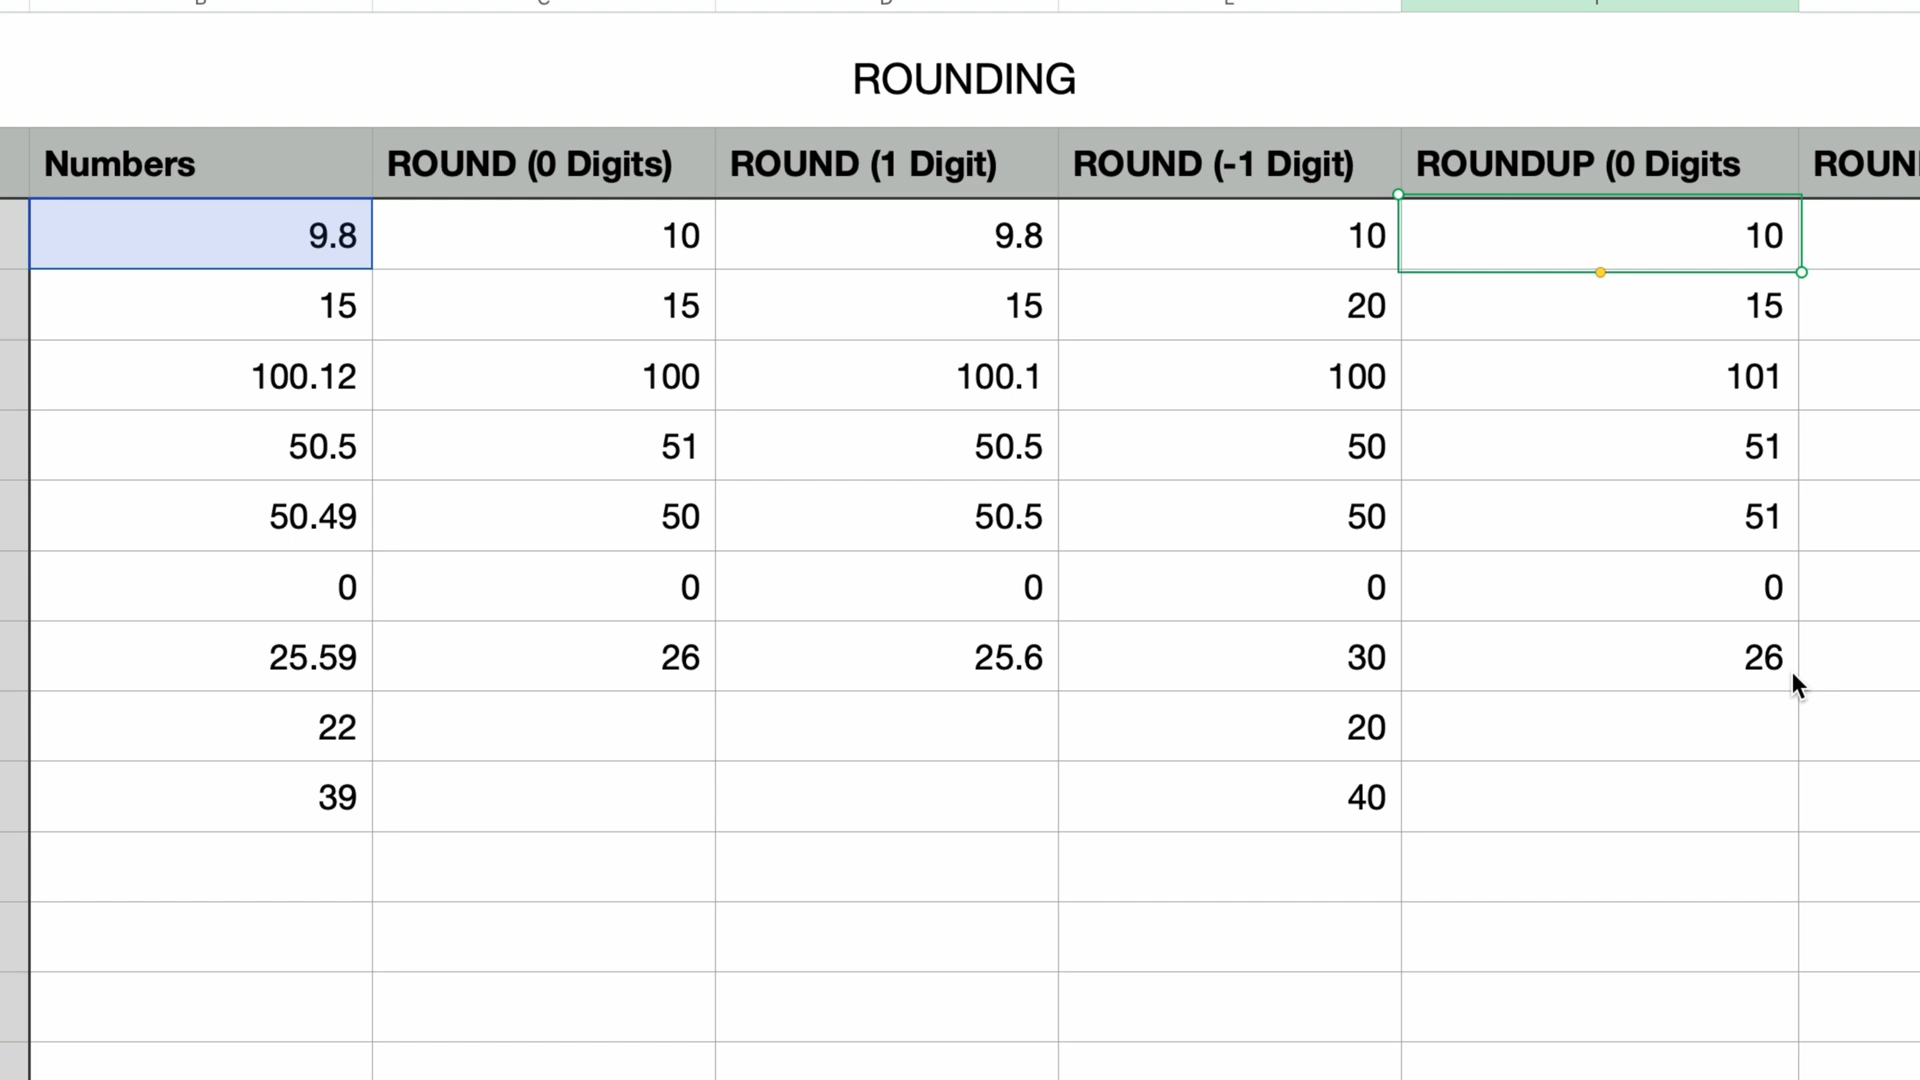 ROUNDING
Numbers ROUND (0 Digits) ROUND (1 Digit) ROUND (-1 Digit) ROUNDUP (0 Digits
9.8 10 9.8 10 10
15 15 15 20 15
100.12 100 100.1 100 101
50.5 51 50.5 50 51
50.49 50 50.5 50 51
0 0 0 0 0
25.59 26 25.6 30 26
22 20
39 40